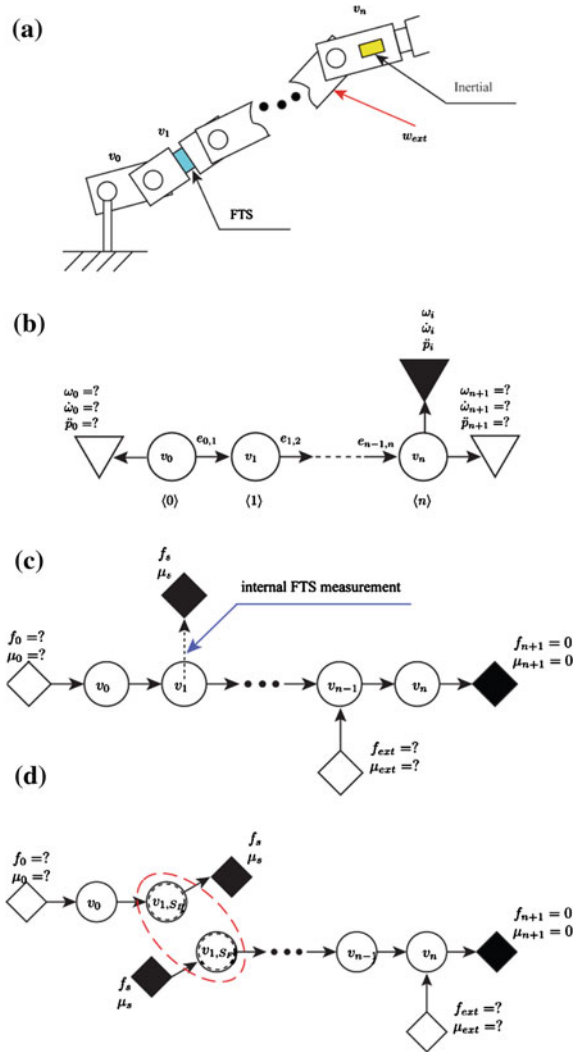 (a)
v_n
Inertial
v_1
v_0
w_ext
FTS
(b)
ω_i
ω̇_i
p̈_i
ω_0 =?
ω̇_0 =?
p̈_0 =?
ω_{n+1} =?
ω̇_{n+1} =?
p̈_{n+1} =?
e_{0,1}
e_{1,2}
e_{n−1,n}
v_0
v_1
v_n
⟨0⟩
⟨1⟩
⟨n⟩
(c)
f_s
μ_s
internal FTS measurement
f_0 =?
μ_0 =?
f_{n+1} = 0
μ_{n+1} = 0
v_0
v_1
v_{n−1}
v_n
f_ext =?
μ_ext =?
(d)
f_s
μ_s
f_0 =?
μ_0 =?
v_0
v_{1,S_B}
f_{n+1} = 0
μ_{n+1} = 0
v_{1,S_F}
v_{n−1}
v_n
f_s
μ_s
f_ext =?
μ_ext =?